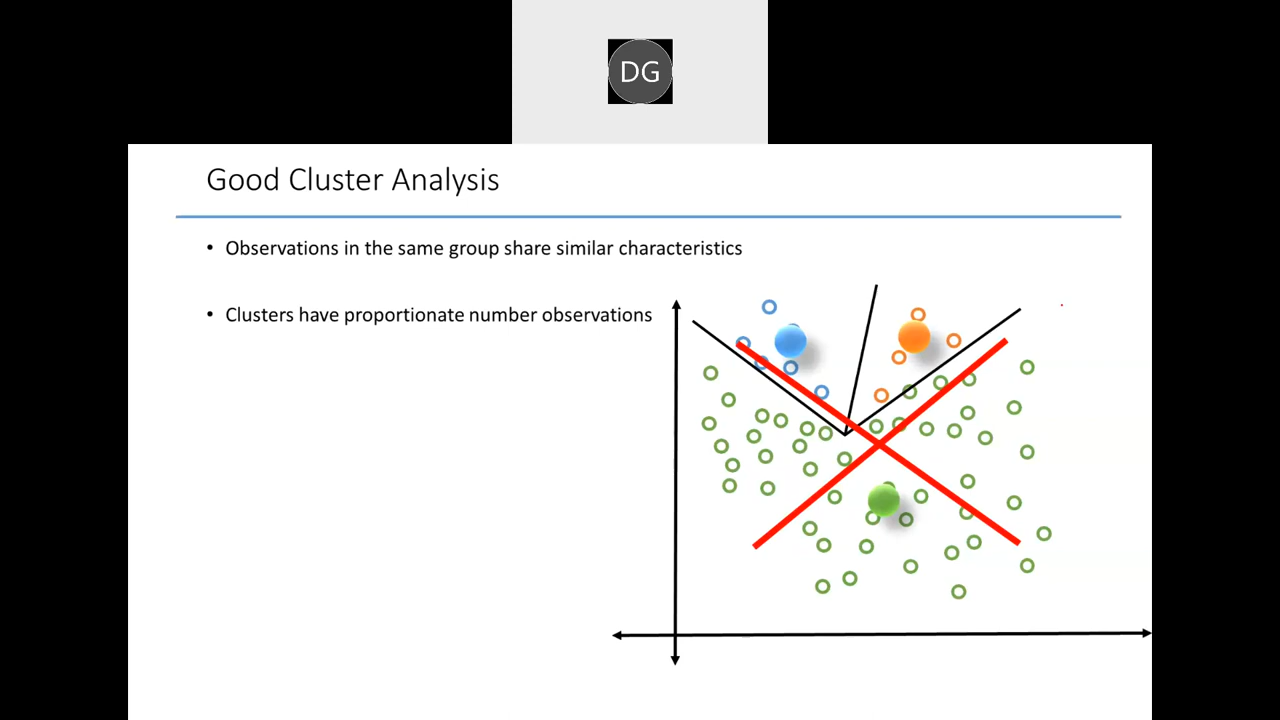 DG
Good Cluster Analysis
• Observations in the same group share similar characteristics
• Clusters have proportionate number observations